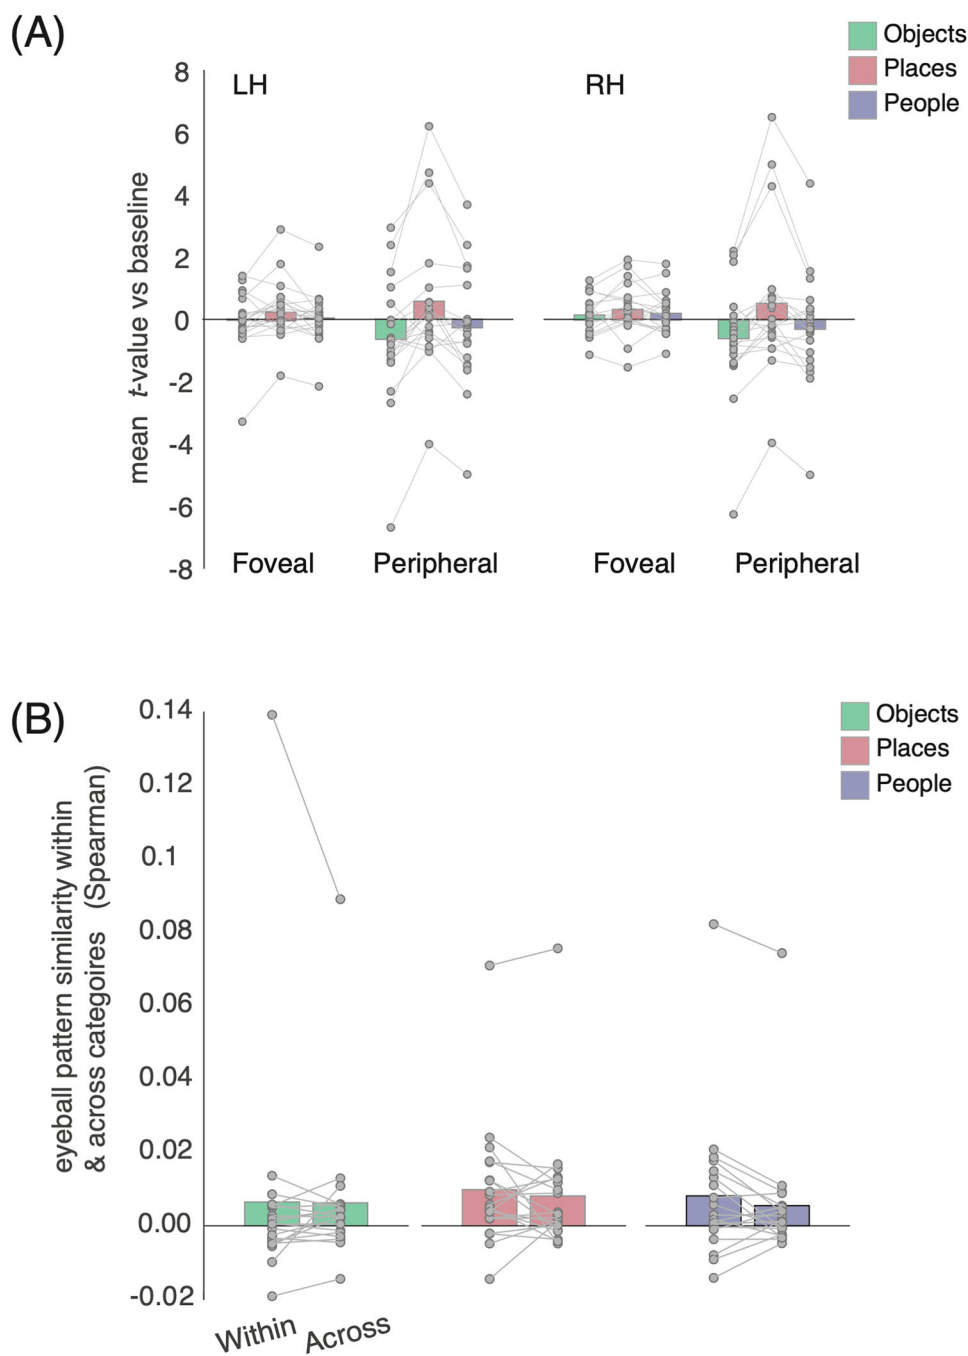 (A)
Objects
Places
People
LH
RH
mean t-value vs baseline
8
6
4
2
0
-2
-4
-6
-8
Foveal
Peripheral
Foveal
Peripheral
(B)
Objects
Places
People
eyeball pattern similarity within
& across categoires (Spearman)
0.14
0.12
0.1
0.08
0.06
0.04
0.02
0.00
-0.02
Within
Across